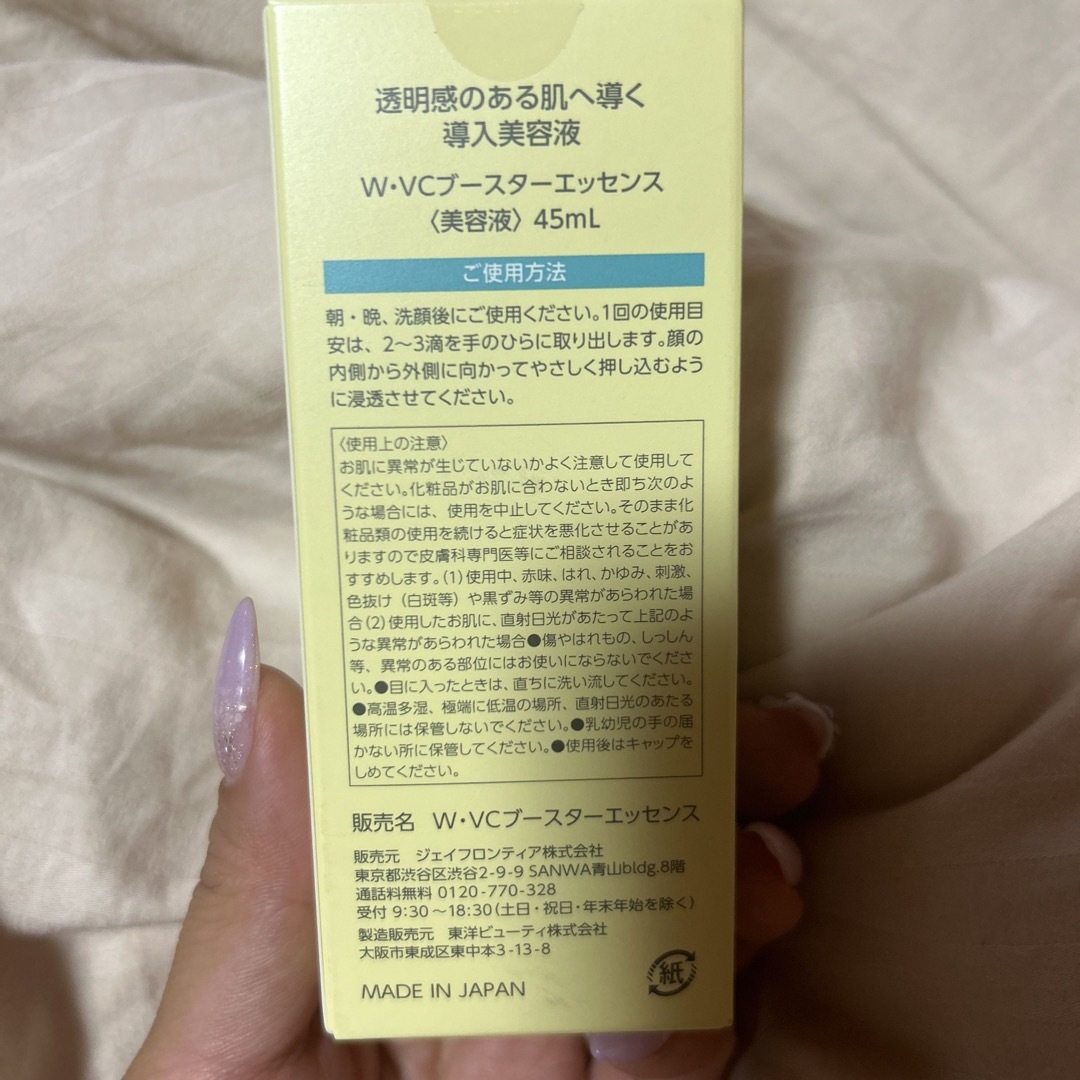 透明感のある肌へ導く
導入美容液
W・VCブースターエッセンス
〈美容液〉 45mL
ご使用方法
朝・晩、洗顔後にご使用ください。1回の使用目
安は、2〜3滴を手のひらに取り出します。顔の
内側から外側に向かってやさしく押し込むよう
に浸透させてください。
〈使用上の注意〉
お肌に異常が生じていないかよく注意して使用して
ください。化粧品がお肌に合わないとき即ち次のよ
うな場合には、使用を中止してください。そのまま化
粧品類の使用を続けると症状を悪化させることがあ
りますので皮膚科専門医等にご相談されることをお
すすめします。(1)使用中、赤味、はれ、かゆみ、刺激、
色抜け（白斑等）や黒ずみ等の異常があらわれた場
合(2)使用したお肌に、直射日光があたって上記のよ
うな異常があらわれた場合●傷やはれもの、しっしん
等、異常のある部位にはお使いにならないでくださ
い。●目に入ったときは、直ちに洗い流してください。
●高温多湿、極端に低温の場所、直射日光のあたる
場所には保管しないでください。●乳幼児の手の届
かない所に保管してください。●使用後はキャップを
しめてください。
販売名 W・VCブースターエッセンス
販売元 ジェイフロンティア株式会社
東京都渋谷区渋谷2-9-9 SANWA青山bldg.8階
通話料無料 0120-770-328
受付 9:30〜18:30(土日・祝日・年末年始を除く)
製造販売元 東洋ビューティ株式会社
大阪市東成区東中本3-13-8
紙
MADE IN JAPAN